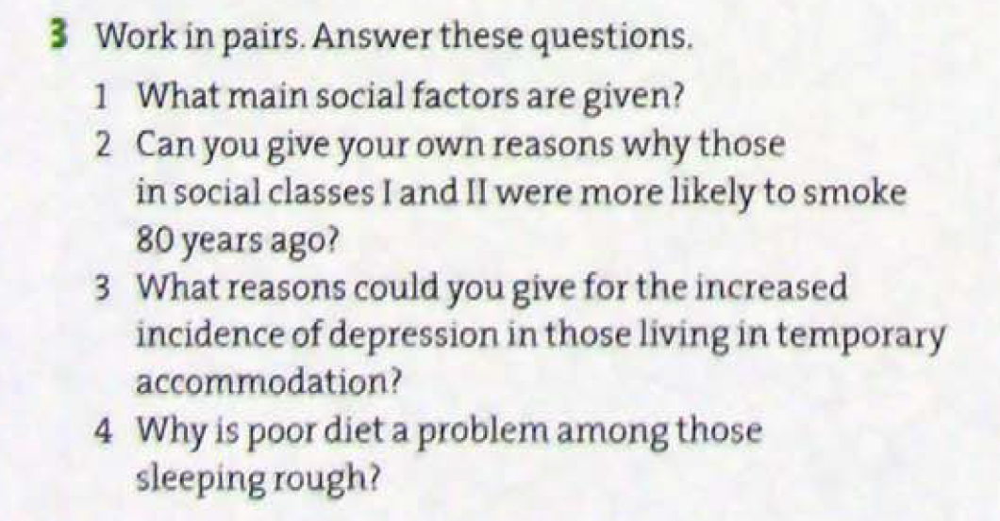 3 Work in pairs. Answer these questions.
1 What main social factors are given?
2 Can you give your own reasons why those
in social classes I and II were more likely to smoke
80 years ago?
3 What reasons could you give for the increased
incidence of depression in those living in temporary
accommodation?
4 Why is poor diet a problem among those
sleeping rough?